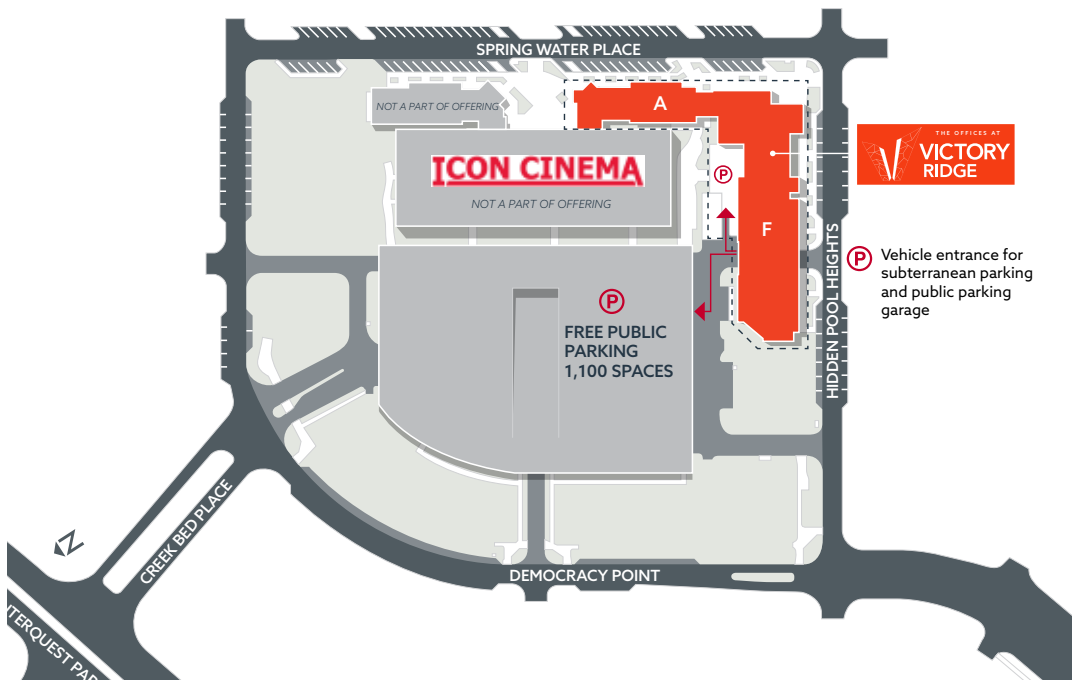 SPRING WATER PLACE
NOT A PART OF OFFERING
A
THE OFFICES AT
VICTORY
RIDGE
ICON CINEMA
NOT A PART OF OFFERING
P
F
HIDDEN POOL HEIGHTS
P
Vehicle entrance for
subterranean parking
and public parking
garage
P
FREE PUBLIC
PARKING
1,100 SPACES
CREEK BED PLACE
N
DEMOCRACY POINT